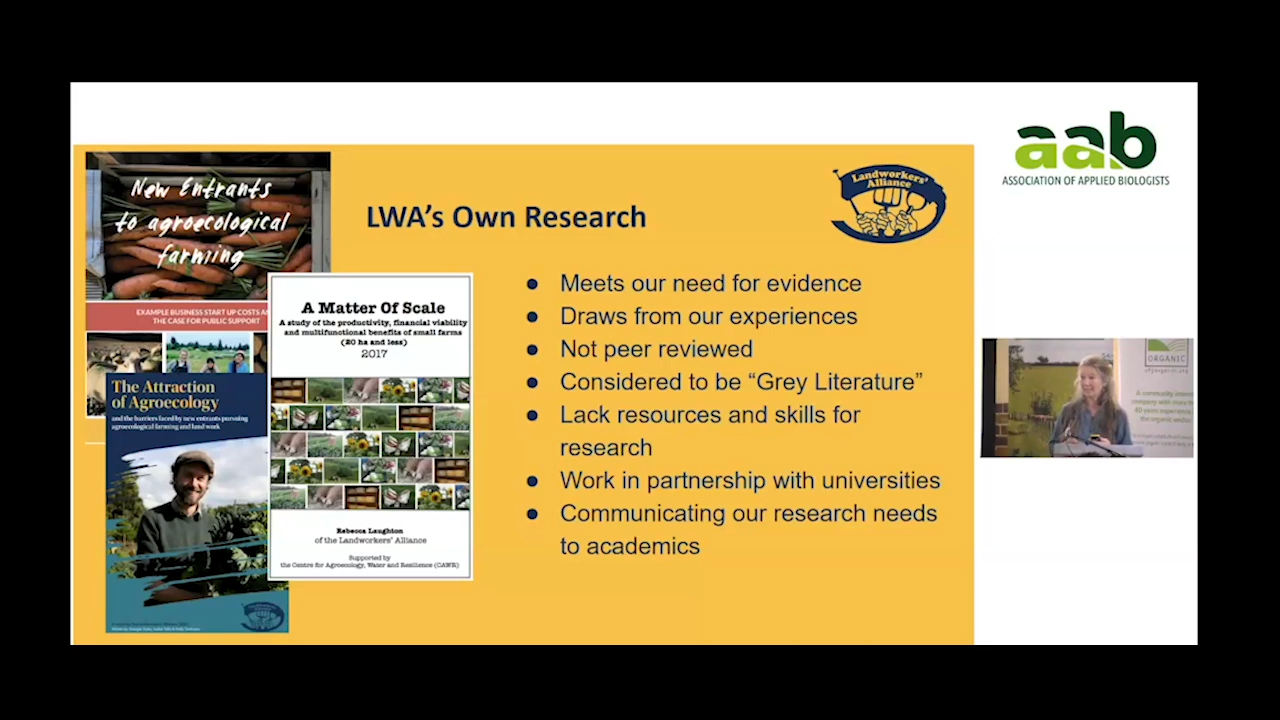 aab
ASSOCIATION OF APPLIED BIOLOGISTS
Landworkers'
Alliance
LWA's Own Research
New Entrants
to agroecological
farming
EXAMPLE BUSINESS START UP COSTS
THE CASE FOR PUBLIC SUPPORT
The Attraction
of Agroecology
and the barriers faced by new entrants pursuing
agroecological farming and land work
A Matter Of Scale
A study of the productivity, financial viability
and multifunctional benefits of small farms
(20 ha and less)
2017
Rebecca Laughton
of the Landworkers' Alliance
Supported by
the Centre for Agroecology, Water and Resilience (CAWR)
● Meets our need for evidence
● Draws from our experiences
● Not peer reviewed
● Considered to be “Grey Literature”
● Lack resources and skills for
research
● Work in partnership with universities
● Communicating our research needs
to academics
ORGANIC